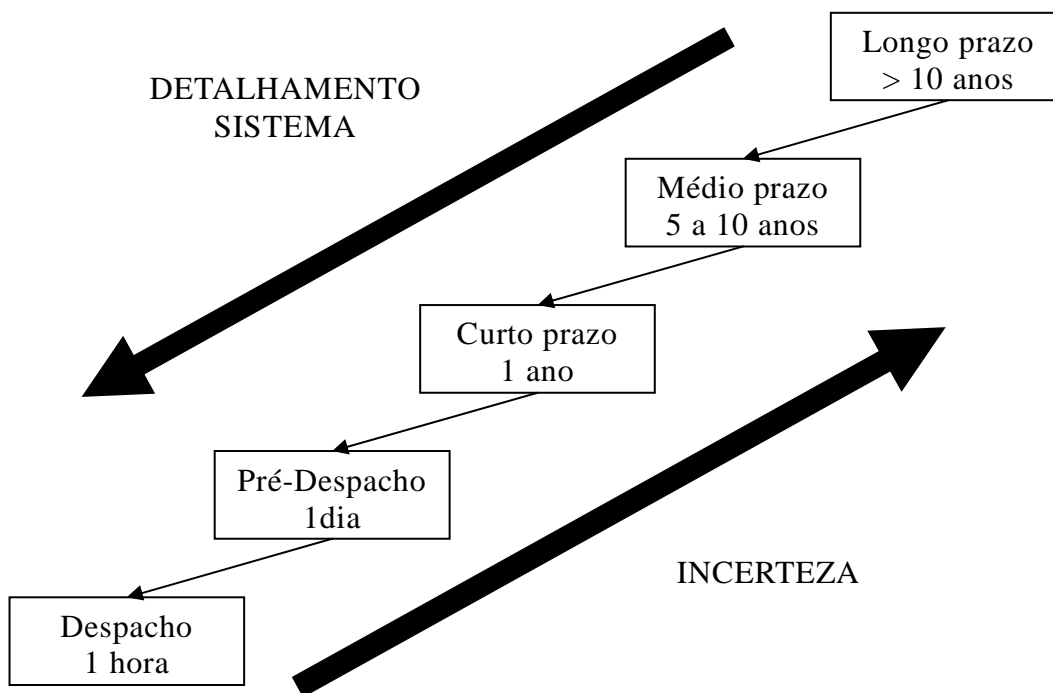 Longo prazo
> 10 anos
DETALHAMENTO
SISTEMA
Médio prazo
5 a 10 anos
Curto prazo
1 ano
Pré-Despacho
1dia
INCERTEZA
Despacho
1 hora